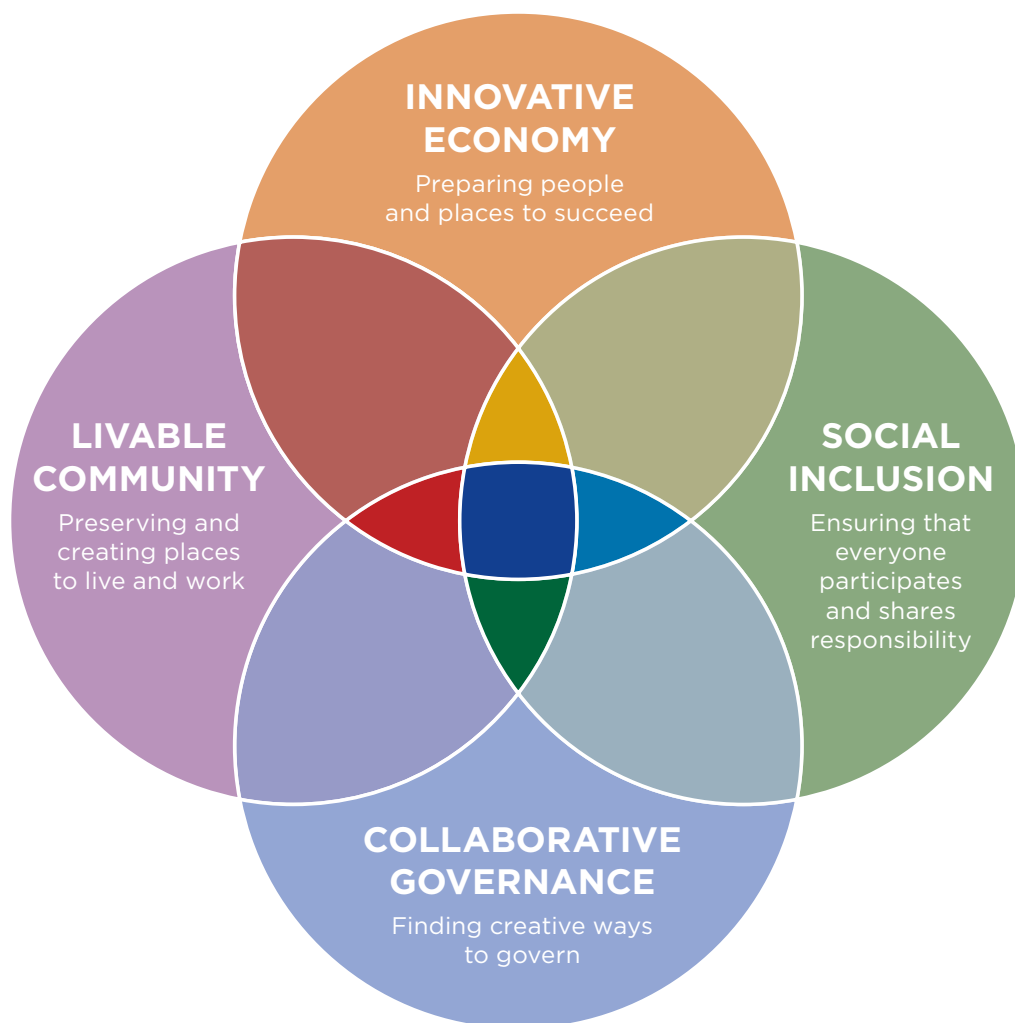 INNOVATIVE
ECONOMY
Preparing people
and places to succeed
LIVABLE
COMMUNITY
Preserving and
creating places
to live and work
SOCIAL
INCLUSION
Ensuring that
everyone
participates
and shares
responsibility
COLLABORATIVE
GOVERNANCE
Finding creative ways
to govern